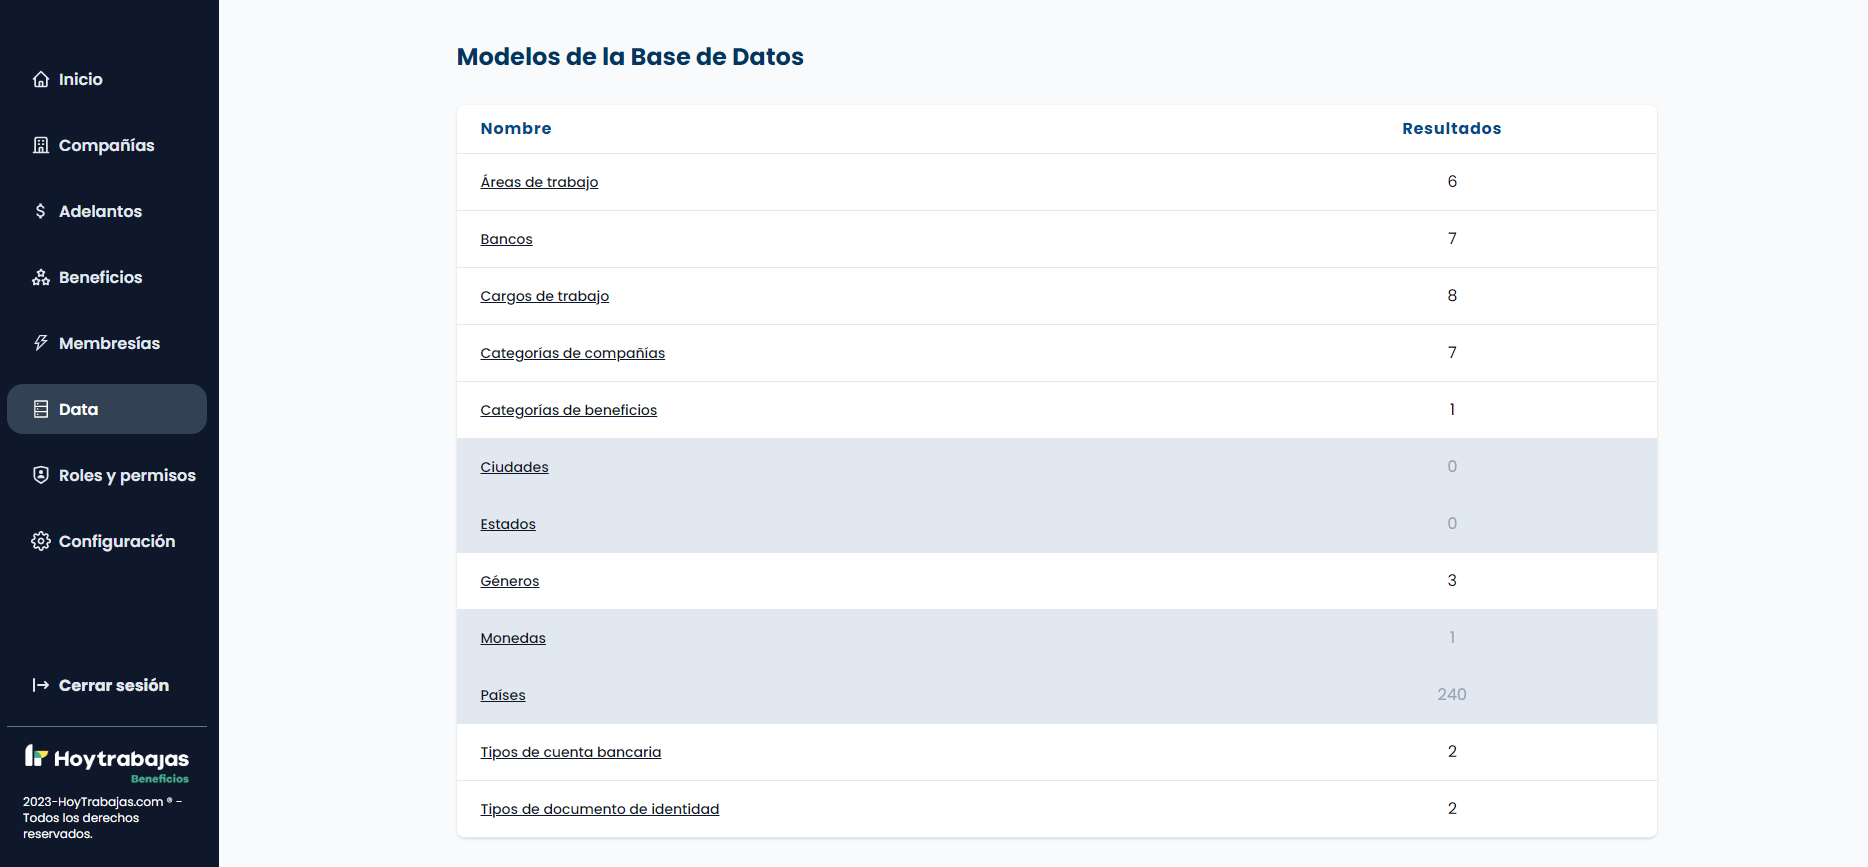 Inicio
Compañías
Adelantos
Beneficios
Membresías
Data
Roles y permisos
Configuración
Cerrar sesión
Hoytrabajas
Beneficios
2023-HoyTrabajas.com ® -
Todos los derechos
reservados.
Modelos de la Base de Datos
Nombre Resultados
Áreas de trabajo 6
Bancos 7
Cargos de trabajo 8
Categorías de compañías 7
Categorías de beneficios 1
Ciudades 0
Estados 0
Géneros 3
Monedas 1
Países 240
Tipos de cuenta bancaria 2
Tipos de documento de identidad 2